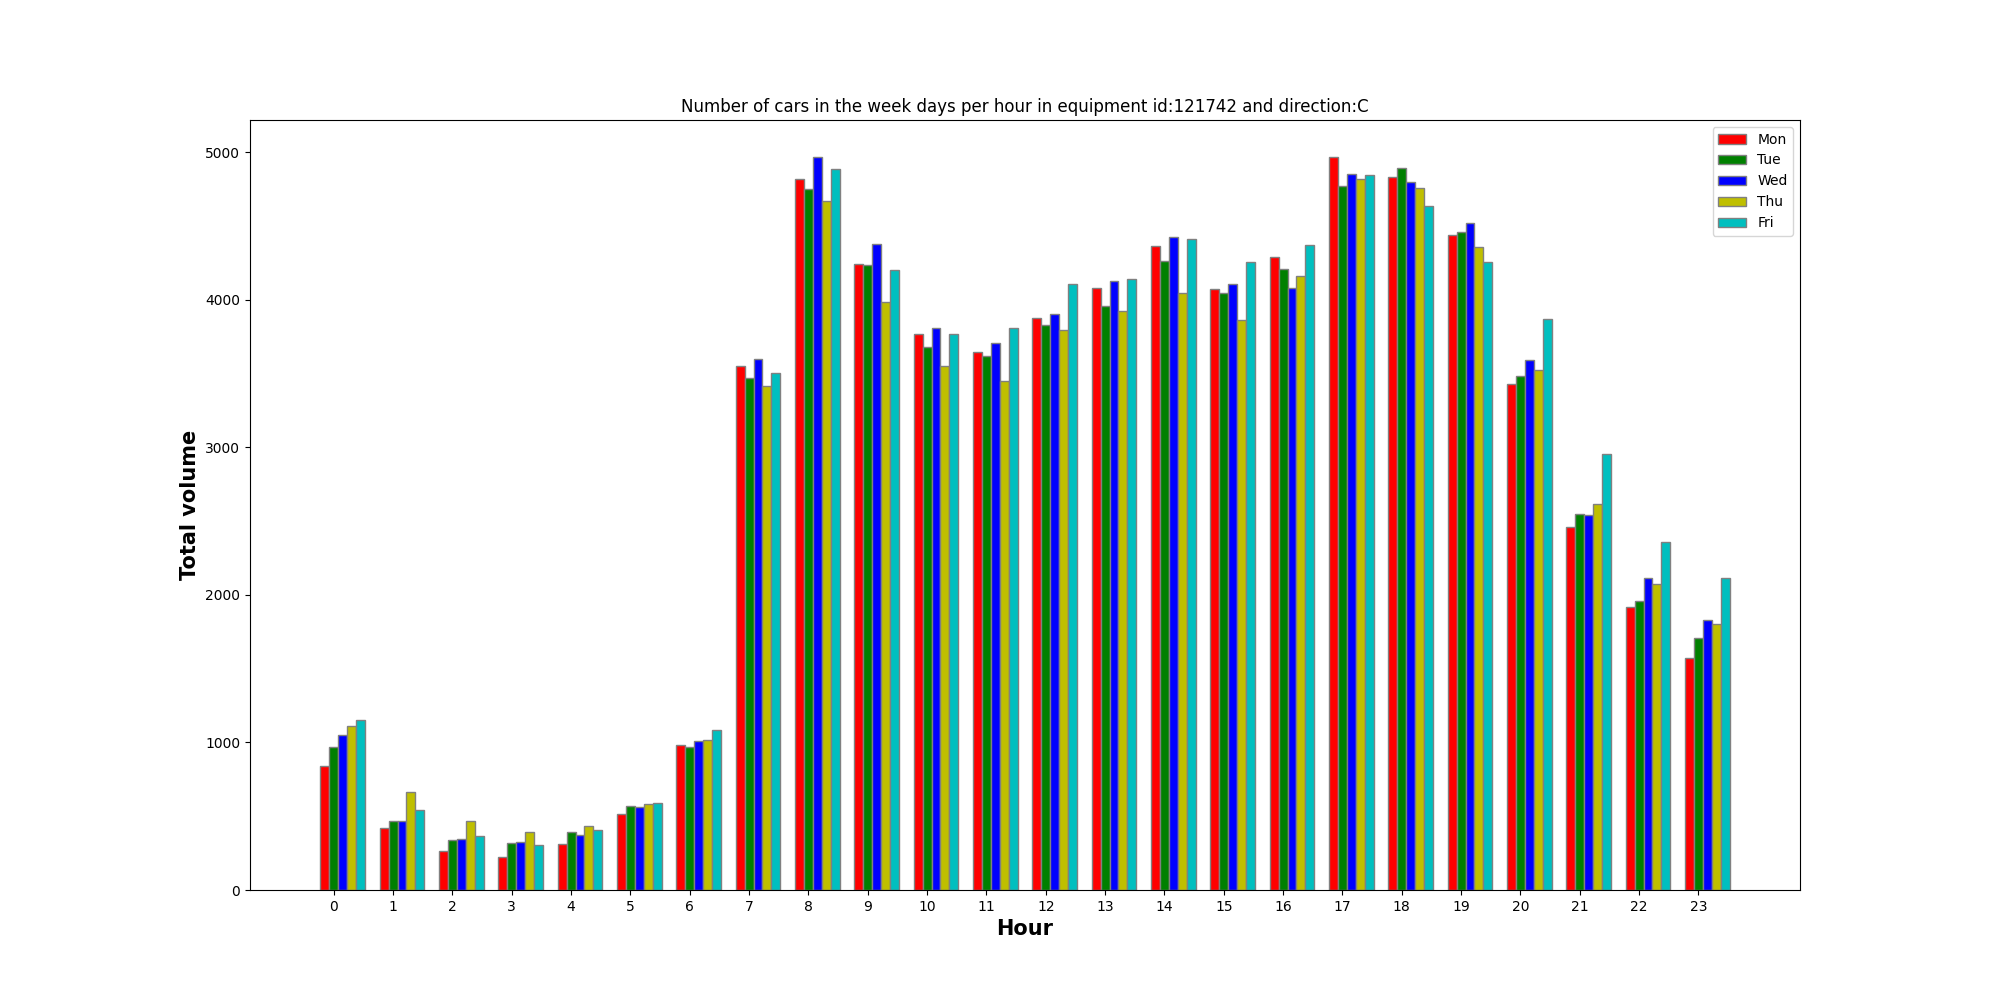 Number of cars in the week days per hour in equipment id:121742 and direction:C
Mon
Tue
Wed
Thu
Fri
Total volume
5000
4000
3000
2000
1000
0
0 1 2 3 4 5 6 7 8 9 10 11 12 13 14 15 16 17 18 19 20 21 22 23
Hour